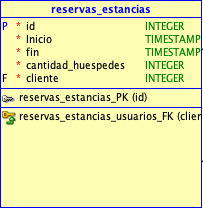 reservas_estancias
P * id INTEGER
* Inicio TIMESTAMP
* fin TIMESTAMP
* cantidad_huespedes INTEGER
F * cliente INTEGER
reservas_estancias_PK (id)
reservas_estancias_usuarios_FK (clien